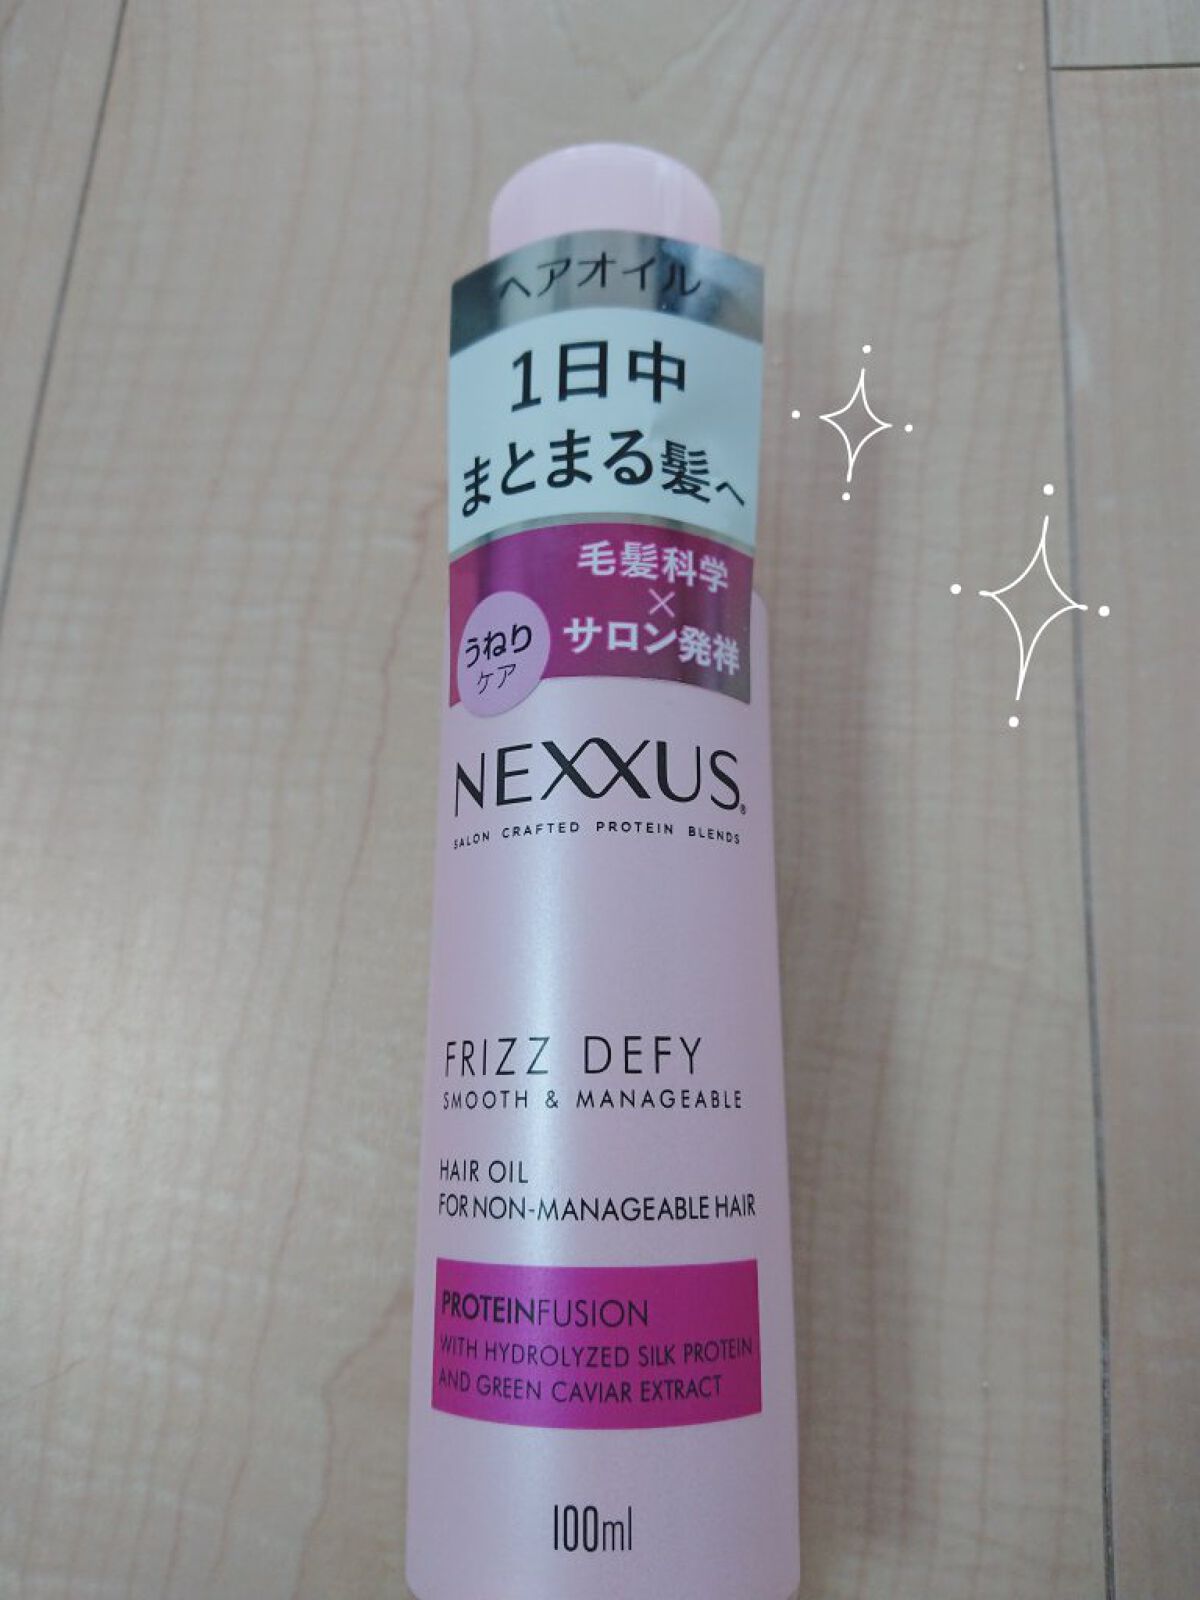 ヘアオイル
1日中
まとまる髪へ
毛髪科学
×
サロン発祥
うねり
ケア
NEXXUS®
SALON CRAFTED PROTEIN BLENDS
FRIZZ DEFY
SMOOTH & MANAGEABLE
HAIR OIL
FOR NON-MANAGEABLE HAIR
PROTEINFUSION
WITH HYDROLYZED SILK PROTEIN
AND GREEN CAVIAR EXTRACT
100ml